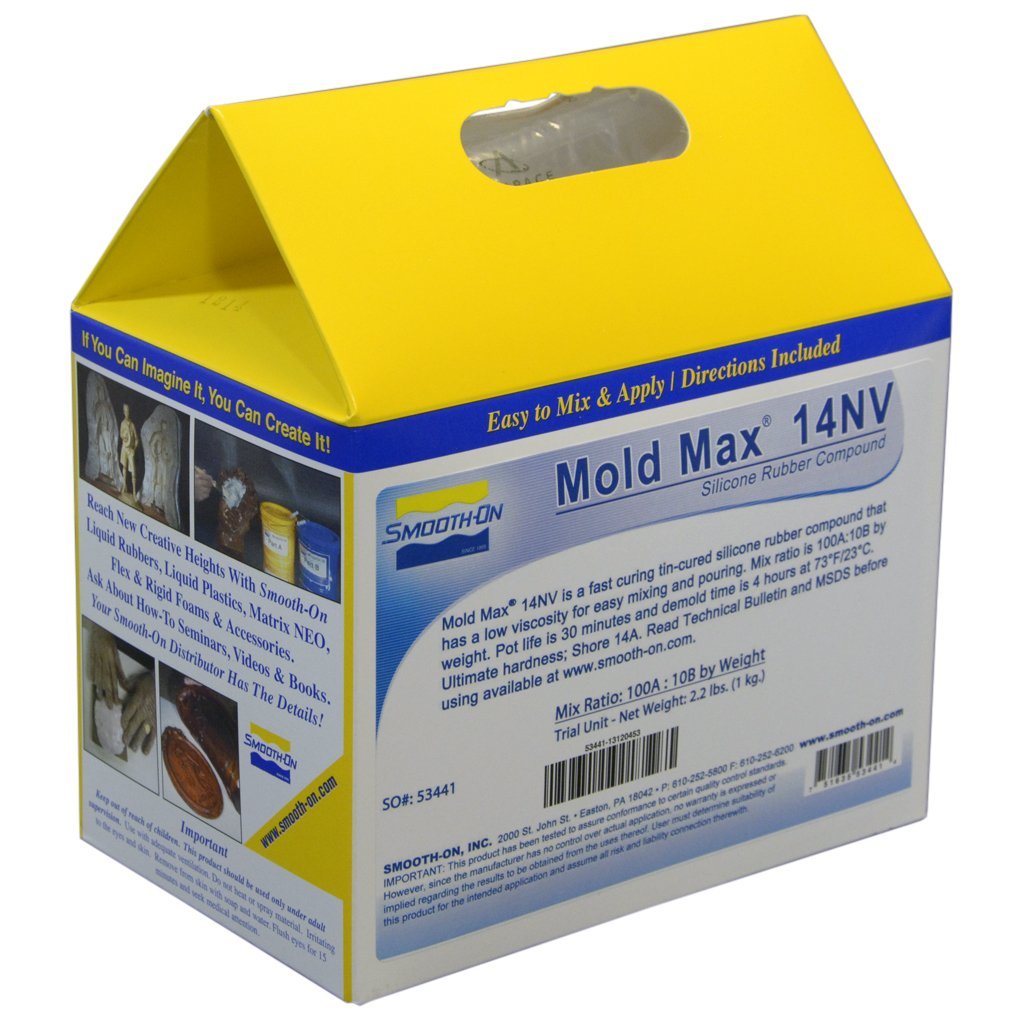 RACE
1814
If You Can Imagine It, You Can Create It!
Part A
Part B
Reach New Creative Heights With Smooth-On
Liquid Rubbers, Liquid Plastics, Matrix NEO,
Flex & Rigid Foams & Accessories.
Ask About How-To Seminars, Videos & Books.
Your Smooth-On Distributor Has The Details!
SMOOTH-ON
www.smooth-on.com
Important
Keep out of reach of children. This product should be used only under adult
supervision. Use with adequate ventilation. Do not heat or spray material. Irritating
to the eyes and skin. Remove from skin with soap and water. Flush eyes for 15
minutes and seek medical attention.
Easy to Mix & Apply | Directions Included
Mold Max® 14NV
Silicone Rubber Compound
SMOOTH-ON
SINCE 1895
Mold Max® 14NV is a fast curing tin-cured silicone rubber compound that
has a low viscosity for easy mixing and pouring. Mix ratio is 100A:10B by
weight. Pot life is 30 minutes and demold time is 4 hours at 73°F/23°C.
Ultimate hardness; Shore 14A. Read Technical Bulletin and MSDS before
using available at www.smooth-on.com.
Mix Ratio: 100A : 10B by Weight
Trial Unit - Net Weight: 2.2 lbs. (1 kg.)
53441-13120453
SO#: 53441
7 51635 53441
SMOOTH-ON, INC. 2000 St. John St. • Easton, PA 18042 • P: 610-252-5800 F: 610-252-6200 www.smooth-on.com
IMPORTANT: This product has been tested to assure conformance to certain quality control standards.
However, since the manufacturer has no control over actual application, no warranty is expressed or
implied regarding the results to be obtained from the uses thereof. User must determine suitability of
this product for the intended application and assume all risk and liability connection therewith.